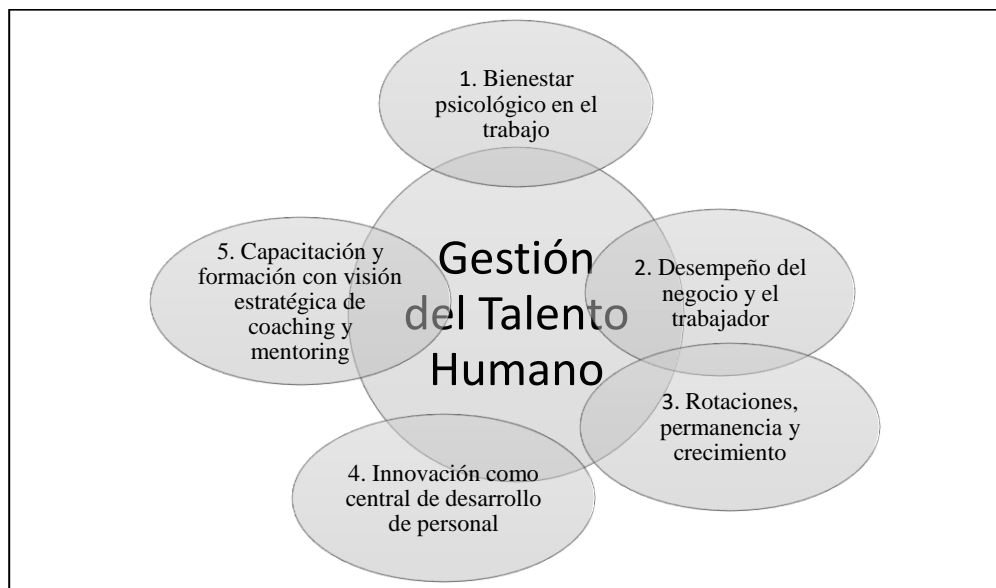 1. Bienestar
psicológico en el
trabajo
Gestión
del Talento
Humano
2. Desempeño del
negocio y el
trabajador
3. Rotaciones,
permanencia y
crecimiento
4. Innovación como
central de desarrollo
de personal
5. Capacitación y
formación con visión
estratégica de
coaching y
mentoring